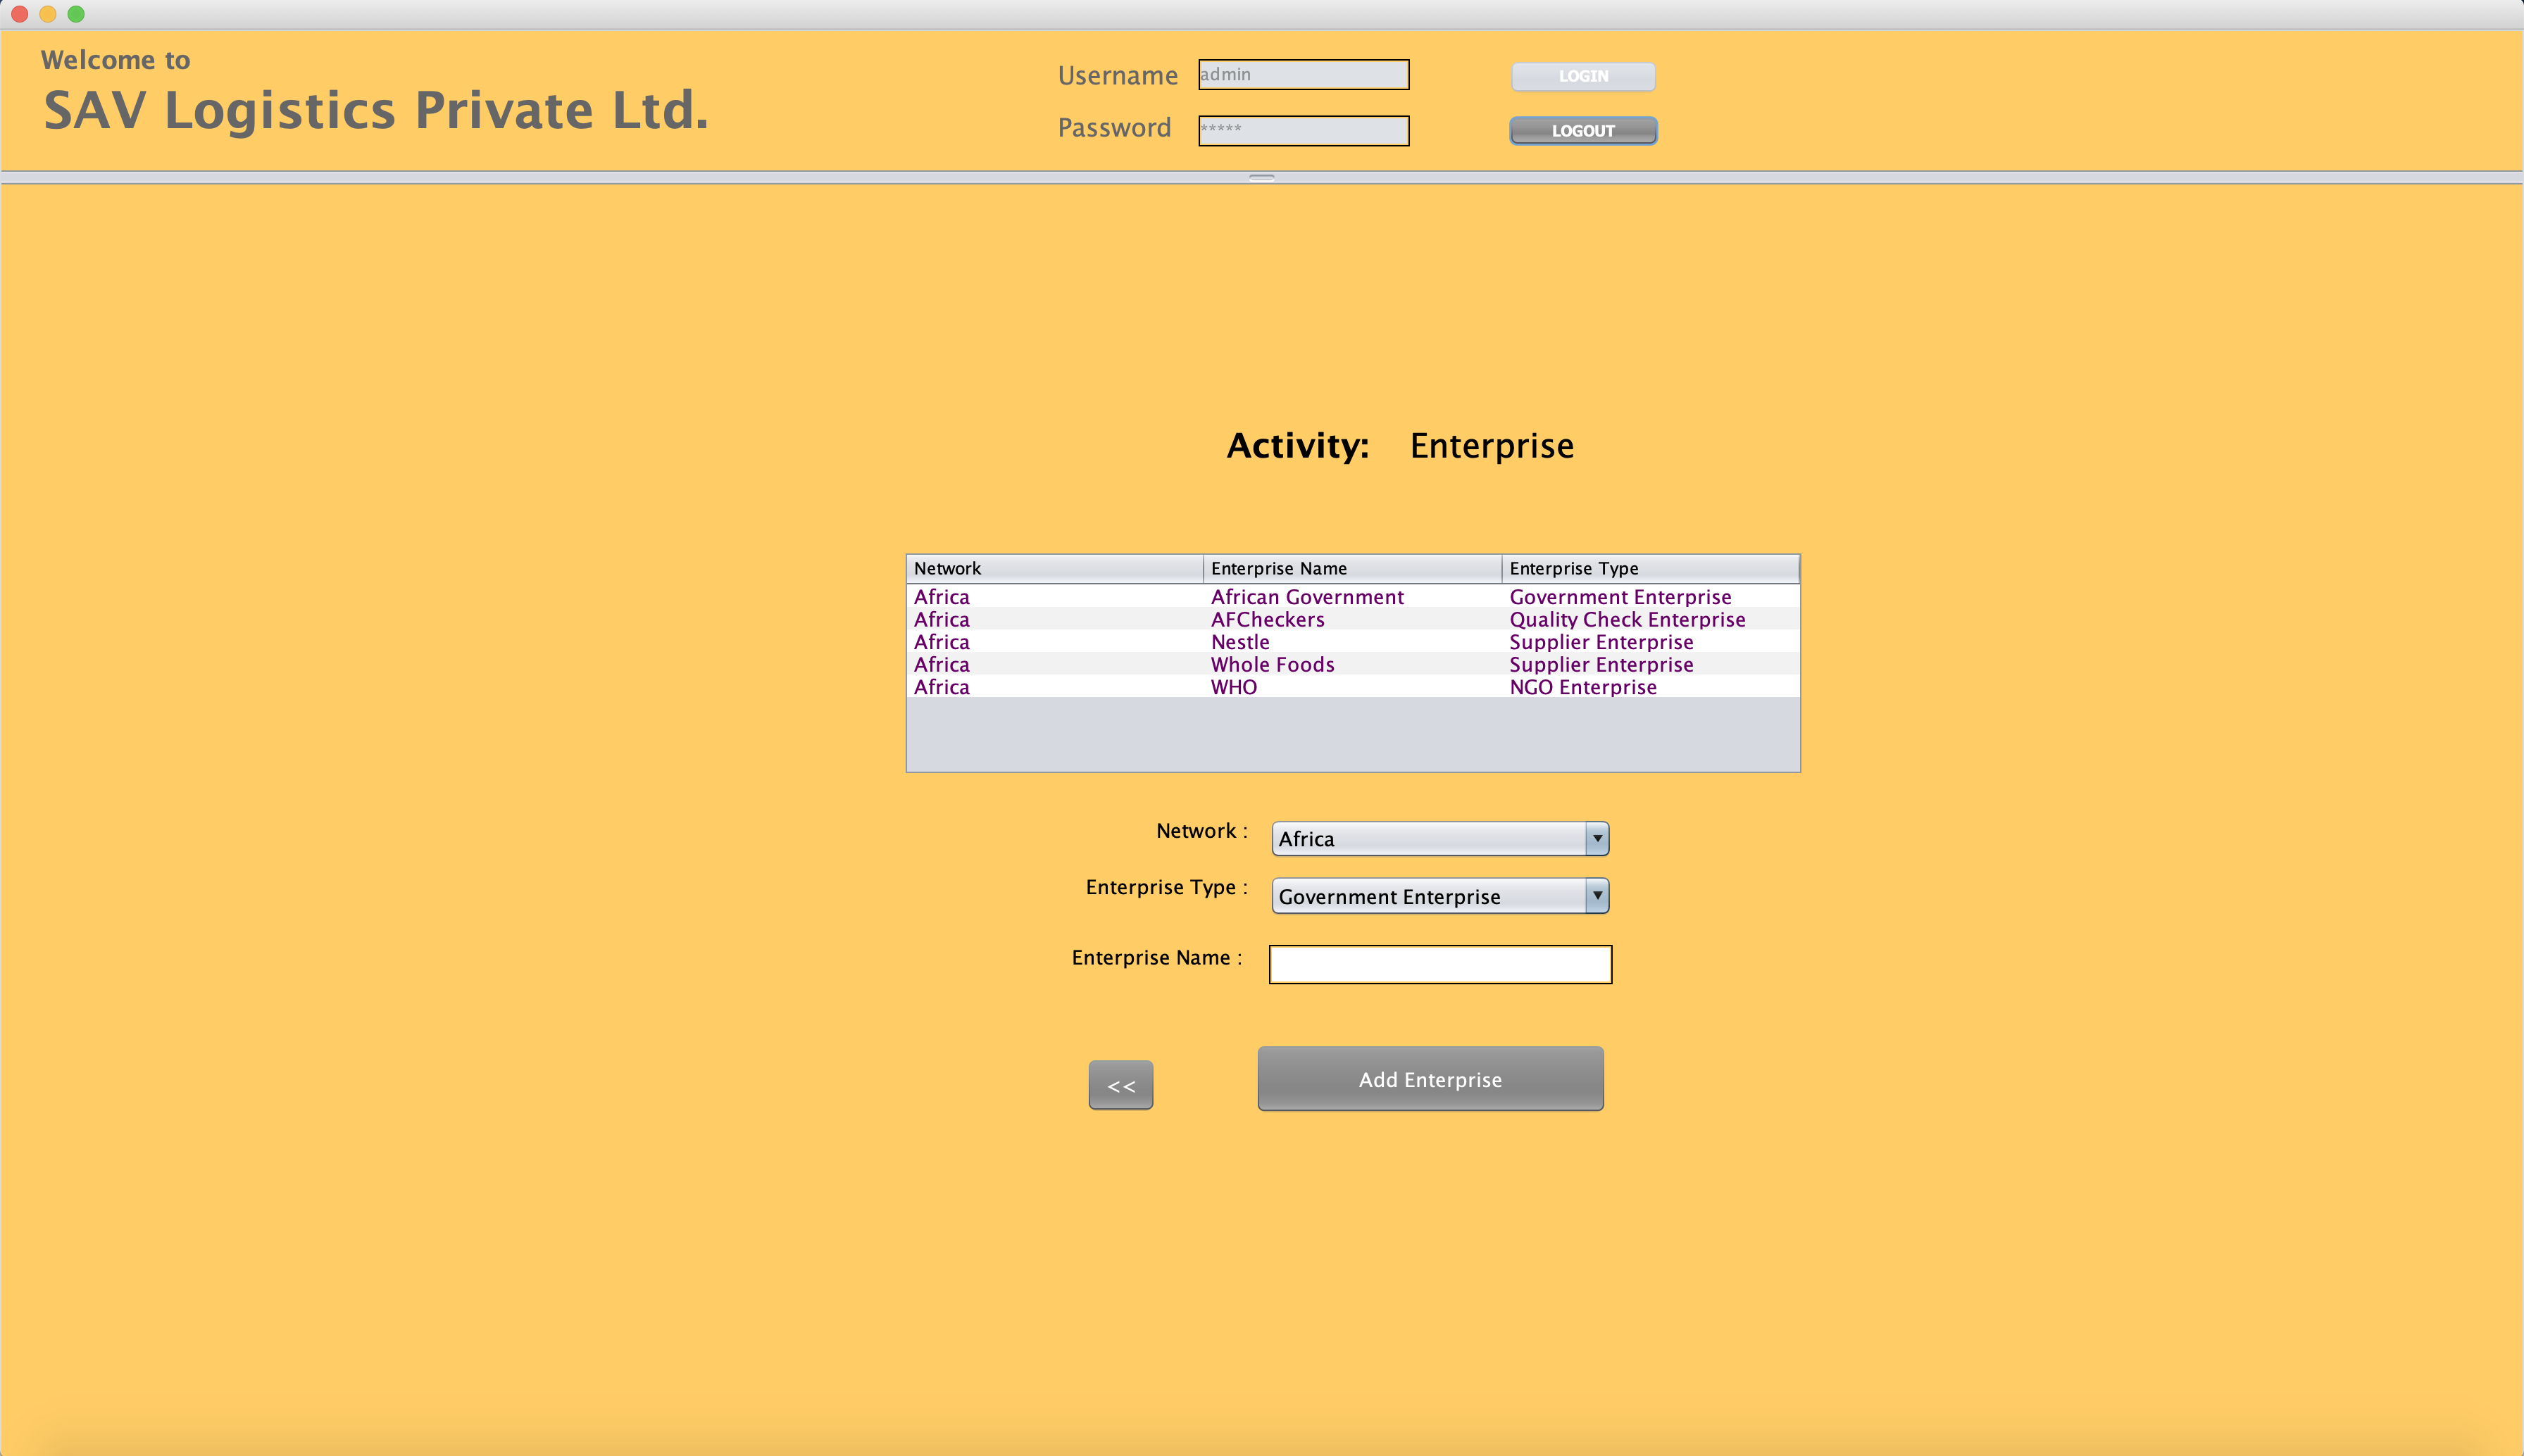 Welcome to
SAV Logistics Private Ltd.
Username admin LOGIN
Password ***** LOGOUT
Activity: Enterprise
Network Enterprise Name Enterprise Type
Africa African Government Government Enterprise
Africa AFCheckers Quality Check Enterprise
Africa Nestle Supplier Enterprise
Africa Whole Foods Supplier Enterprise
Africa WHO NGO Enterprise
Network : Africa
Enterprise Type : Government Enterprise
Enterprise Name :
<< Add Enterprise